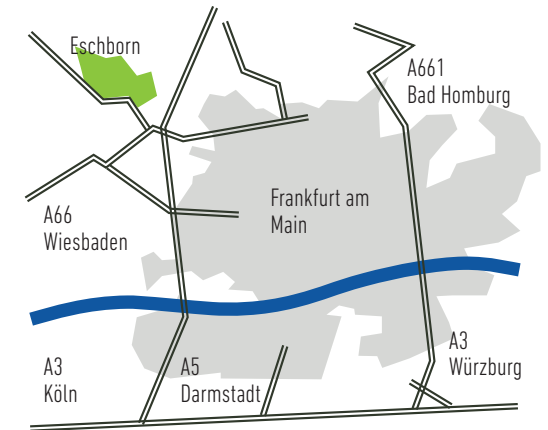 Eschborn
A661
Bad Homburg
Frankfurt am
Main
A66
Wiesbaden
A3
Köln
A5
Darmstadt
A3
Würzburg